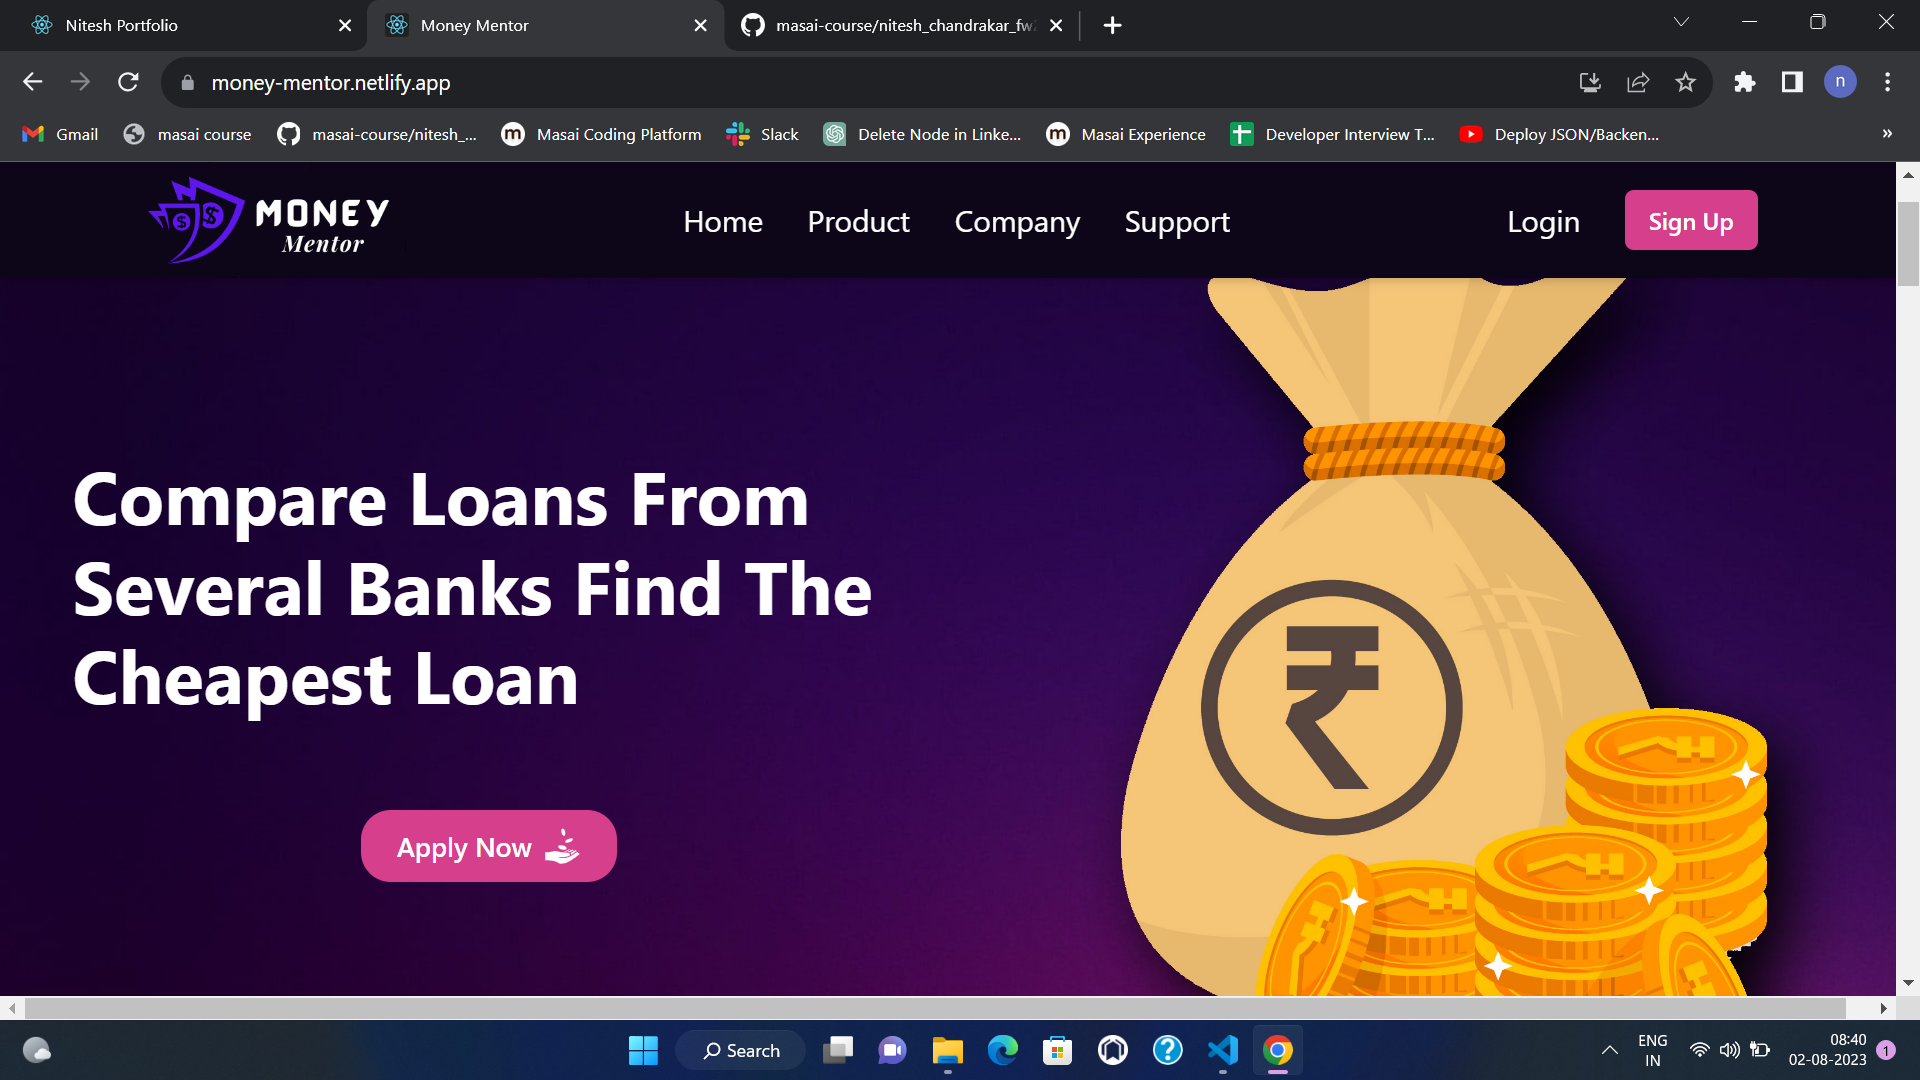 Nitesh Portfolio
Money Mentor
masai-course/nitesh_chandrakar_fw
money-mentor.netlify.app
n
Gmail
masai course
masai-course/nitesh_...
m
Masai Coding Platform
Slack
Delete Node in Linke...
m
Masai Experience
Developer Interview T...
Deploy JSON/Backen...
»
$ $
MONEY
Mentor
Home
Product
Company
Support
Login
Sign Up
Compare Loans From
Several Banks Find The
Cheapest Loan
₹
Apply Now
Search
?
ENG
IN
08:40
02-08-2023
1